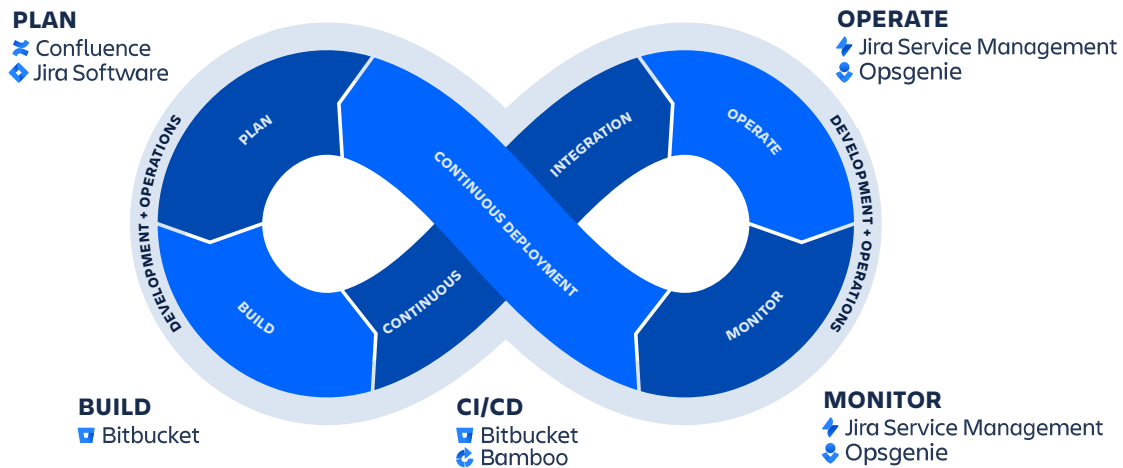 PLAN
Confluence
Jira Software
OPERATE
Jira Service Management
Opsgenie
DEVELOPMENT + OPERATIONS
PLAN
BUILD
CONTINUOUS
INTEGRATION
CONTINUOUS DEPLOYMENT
OPERATE
MONITOR
DEVELOPMENT + OPERATIONS
BUILD
Bitbucket
CI/CD
Bitbucket
Bamboo
MONITOR
Jira Service Management
Opsgenie